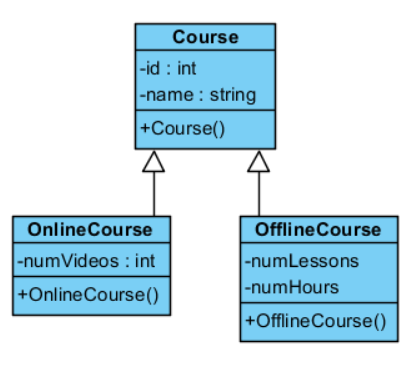 Course
-id : int
-name : string
+Course()
OnlineCourse
-numVideos : int
+OnlineCourse()
OfflineCourse
-numLessons
-numHours
+OfflineCourse()